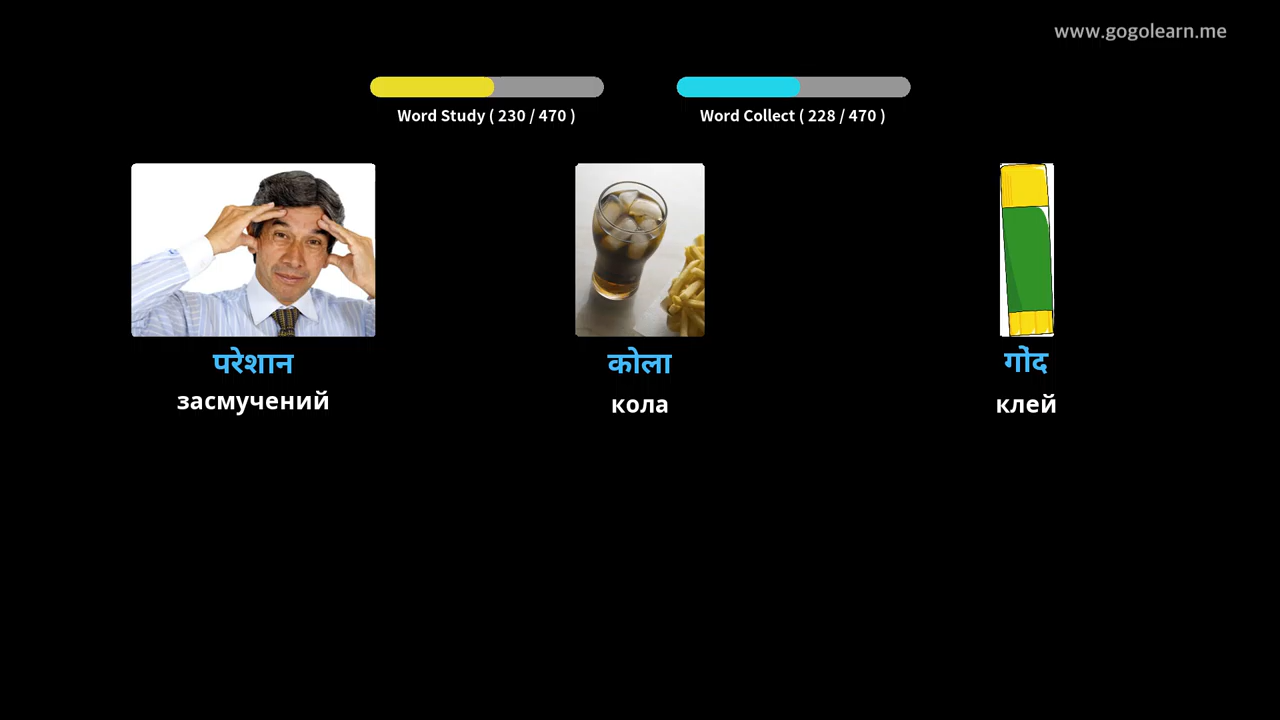 www.gogolearn.me
Word Study ( 230 / 470 )
Word Collect ( 228 / 470 )
परेशान
कोला
गोंद
засмучений
кола
клей